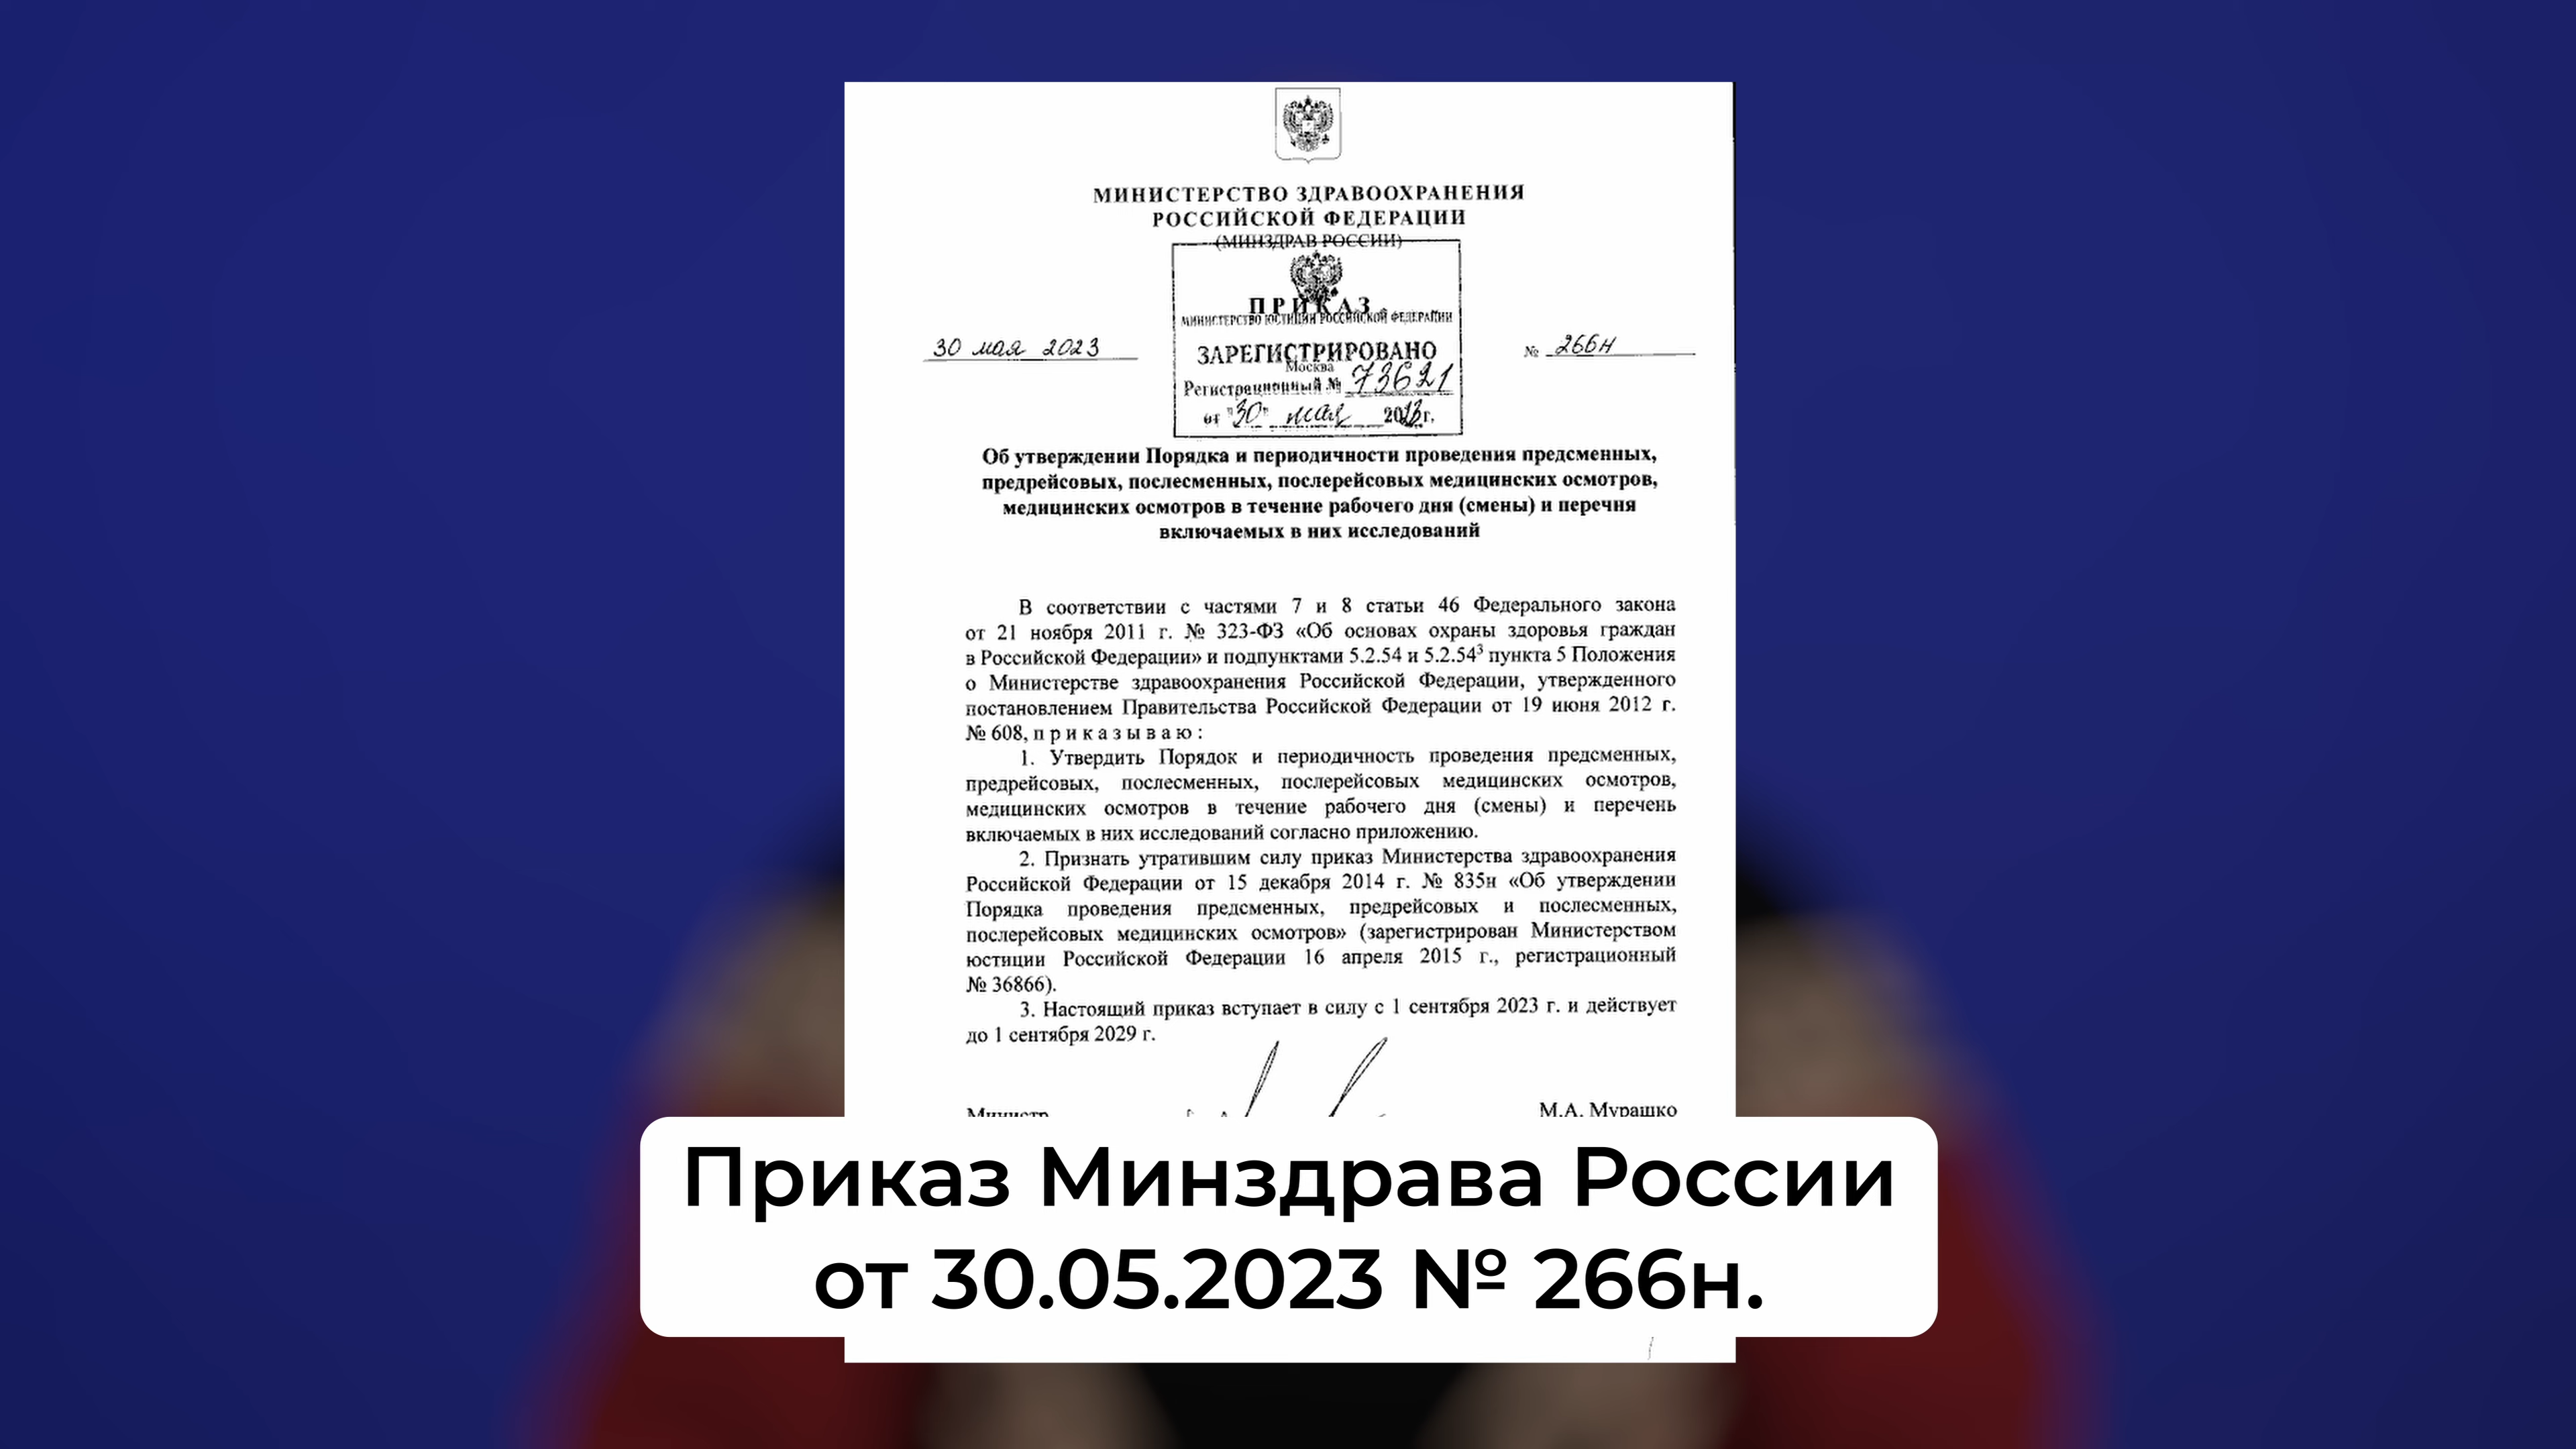 МИНИСТЕРСТВО ЗДРАВООХРАНЕНИЯ
РОССИЙСКОЙ ФЕДЕРАЦИИ
(МИНЗДРАВ РОССИИ)
ПРИКАЗ
МИНИСТЕРСТВО ЮСТИЦИИ РОССИЙСКОЙ ФЕДЕРАЦИИ
30 мая 2023
№ 266н
ЗАРЕГИСТРИРОВАНО
Москва
Регистрационный № 73621
от "30" мая 2023г.
Об утверждении Порядка и периодичности проведения предсменных,
предрейсовых, послесменных, послерейсовых медицинских осмотров,
медицинских осмотров в течение рабочего дня (смены) и перечня
включаемых в них исследований
В соответствии с частями 7 и 8 статьи 46 Федерального закона
от 21 ноября 2011 г. № 323-ФЗ «Об основах охраны здоровья граждан
в Российской Федерации» и подпунктами 5.2.54 и 5.2.54³ пункта 5 Положения
о Министерстве здравоохранения Российской Федерации, утвержденного
постановлением Правительства Российской Федерации от 19 июня 2012 г.
№ 608, п р и к а з ы в а ю :
1. Утвердить Порядок и периодичность проведения предсменных,
предрейсовых, послесменных, послерейсовых медицинских осмотров,
медицинских осмотров в течение рабочего дня (смены) и перечень
включаемых в них исследований согласно приложению.
2. Признать утратившим силу приказ Министерства здравоохранения
Российской Федерации от 15 декабря 2014 г. № 835н «Об утверждении
Порядка проведения предсменных, предрейсовых и послесменных,
послерейсовых медицинских осмотров» (зарегистрирован Министерством
юстиции Российской Федерации 16 апреля 2015 г., регистрационный
№ 36866).
3. Настоящий приказ вступает в силу с 1 сентября 2023 г. и действует
до 1 сентября 2029 г.
Министр
М.А. Мурашко
Приказ Минздрава России
от 30.05.2023 № 266н.